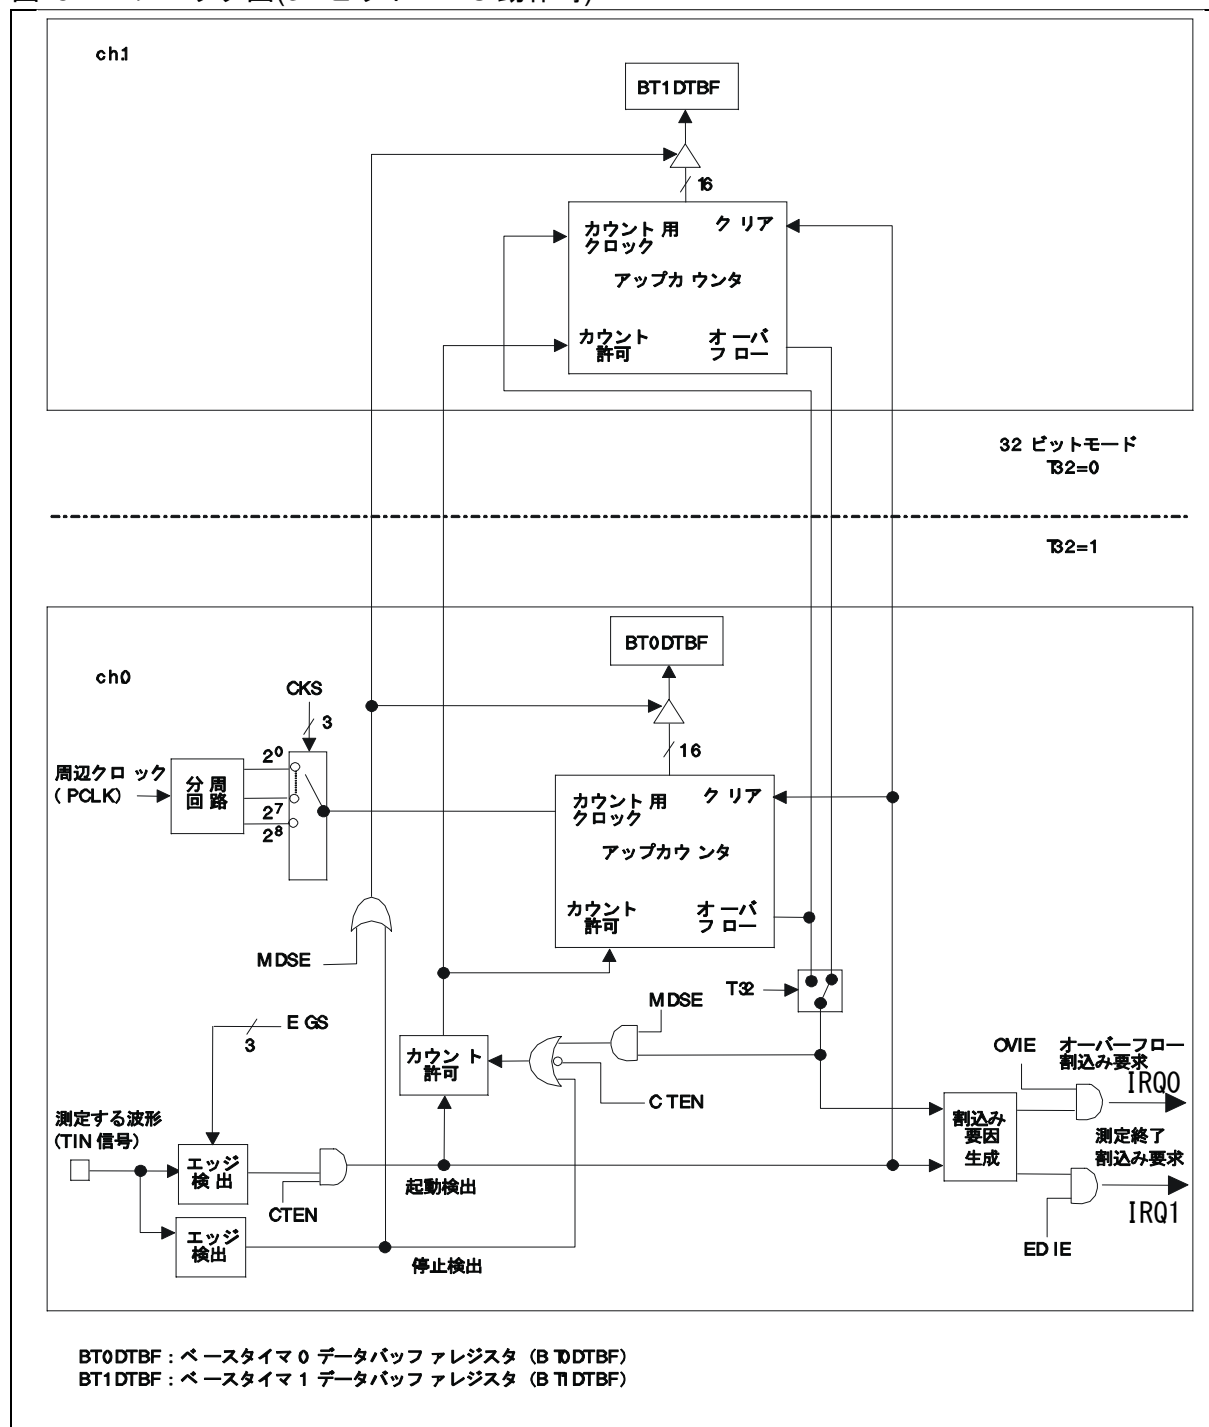 ch.1
BT1DTBF
16
カウント用
クロック
クリア
アップカウンタ
カウント
許可
オーバ
フロー
32 ビットモード
T32=0
T32=1
ch.0
BT0DTBF
CKS
3
16
周辺クロック
(PCLK)
分周
回路
2⁰
2⁷
2⁸
カウント用
クロック
クリア
アップカウンタ
カウント
許可
オーバ
フロー
MDSE
T32
MDSE
EGS
3
カウント
許可
CTEN
OVIE
オーバーフロー
割込み要求
IRQ0
測定する波形
(TIN 信号)
エッジ
検出
CTEN
起動検出
割込み
要因
生成
測定終了
割込み要求
IRQ1
エッジ
検出
停止検出
EDIE
BT0DTBF : ベースタイマ 0 データバッファレジスタ (BT0DTBF)
BT1DTBF : ベースタイマ 1 データバッファレジスタ (BT1DTBF)